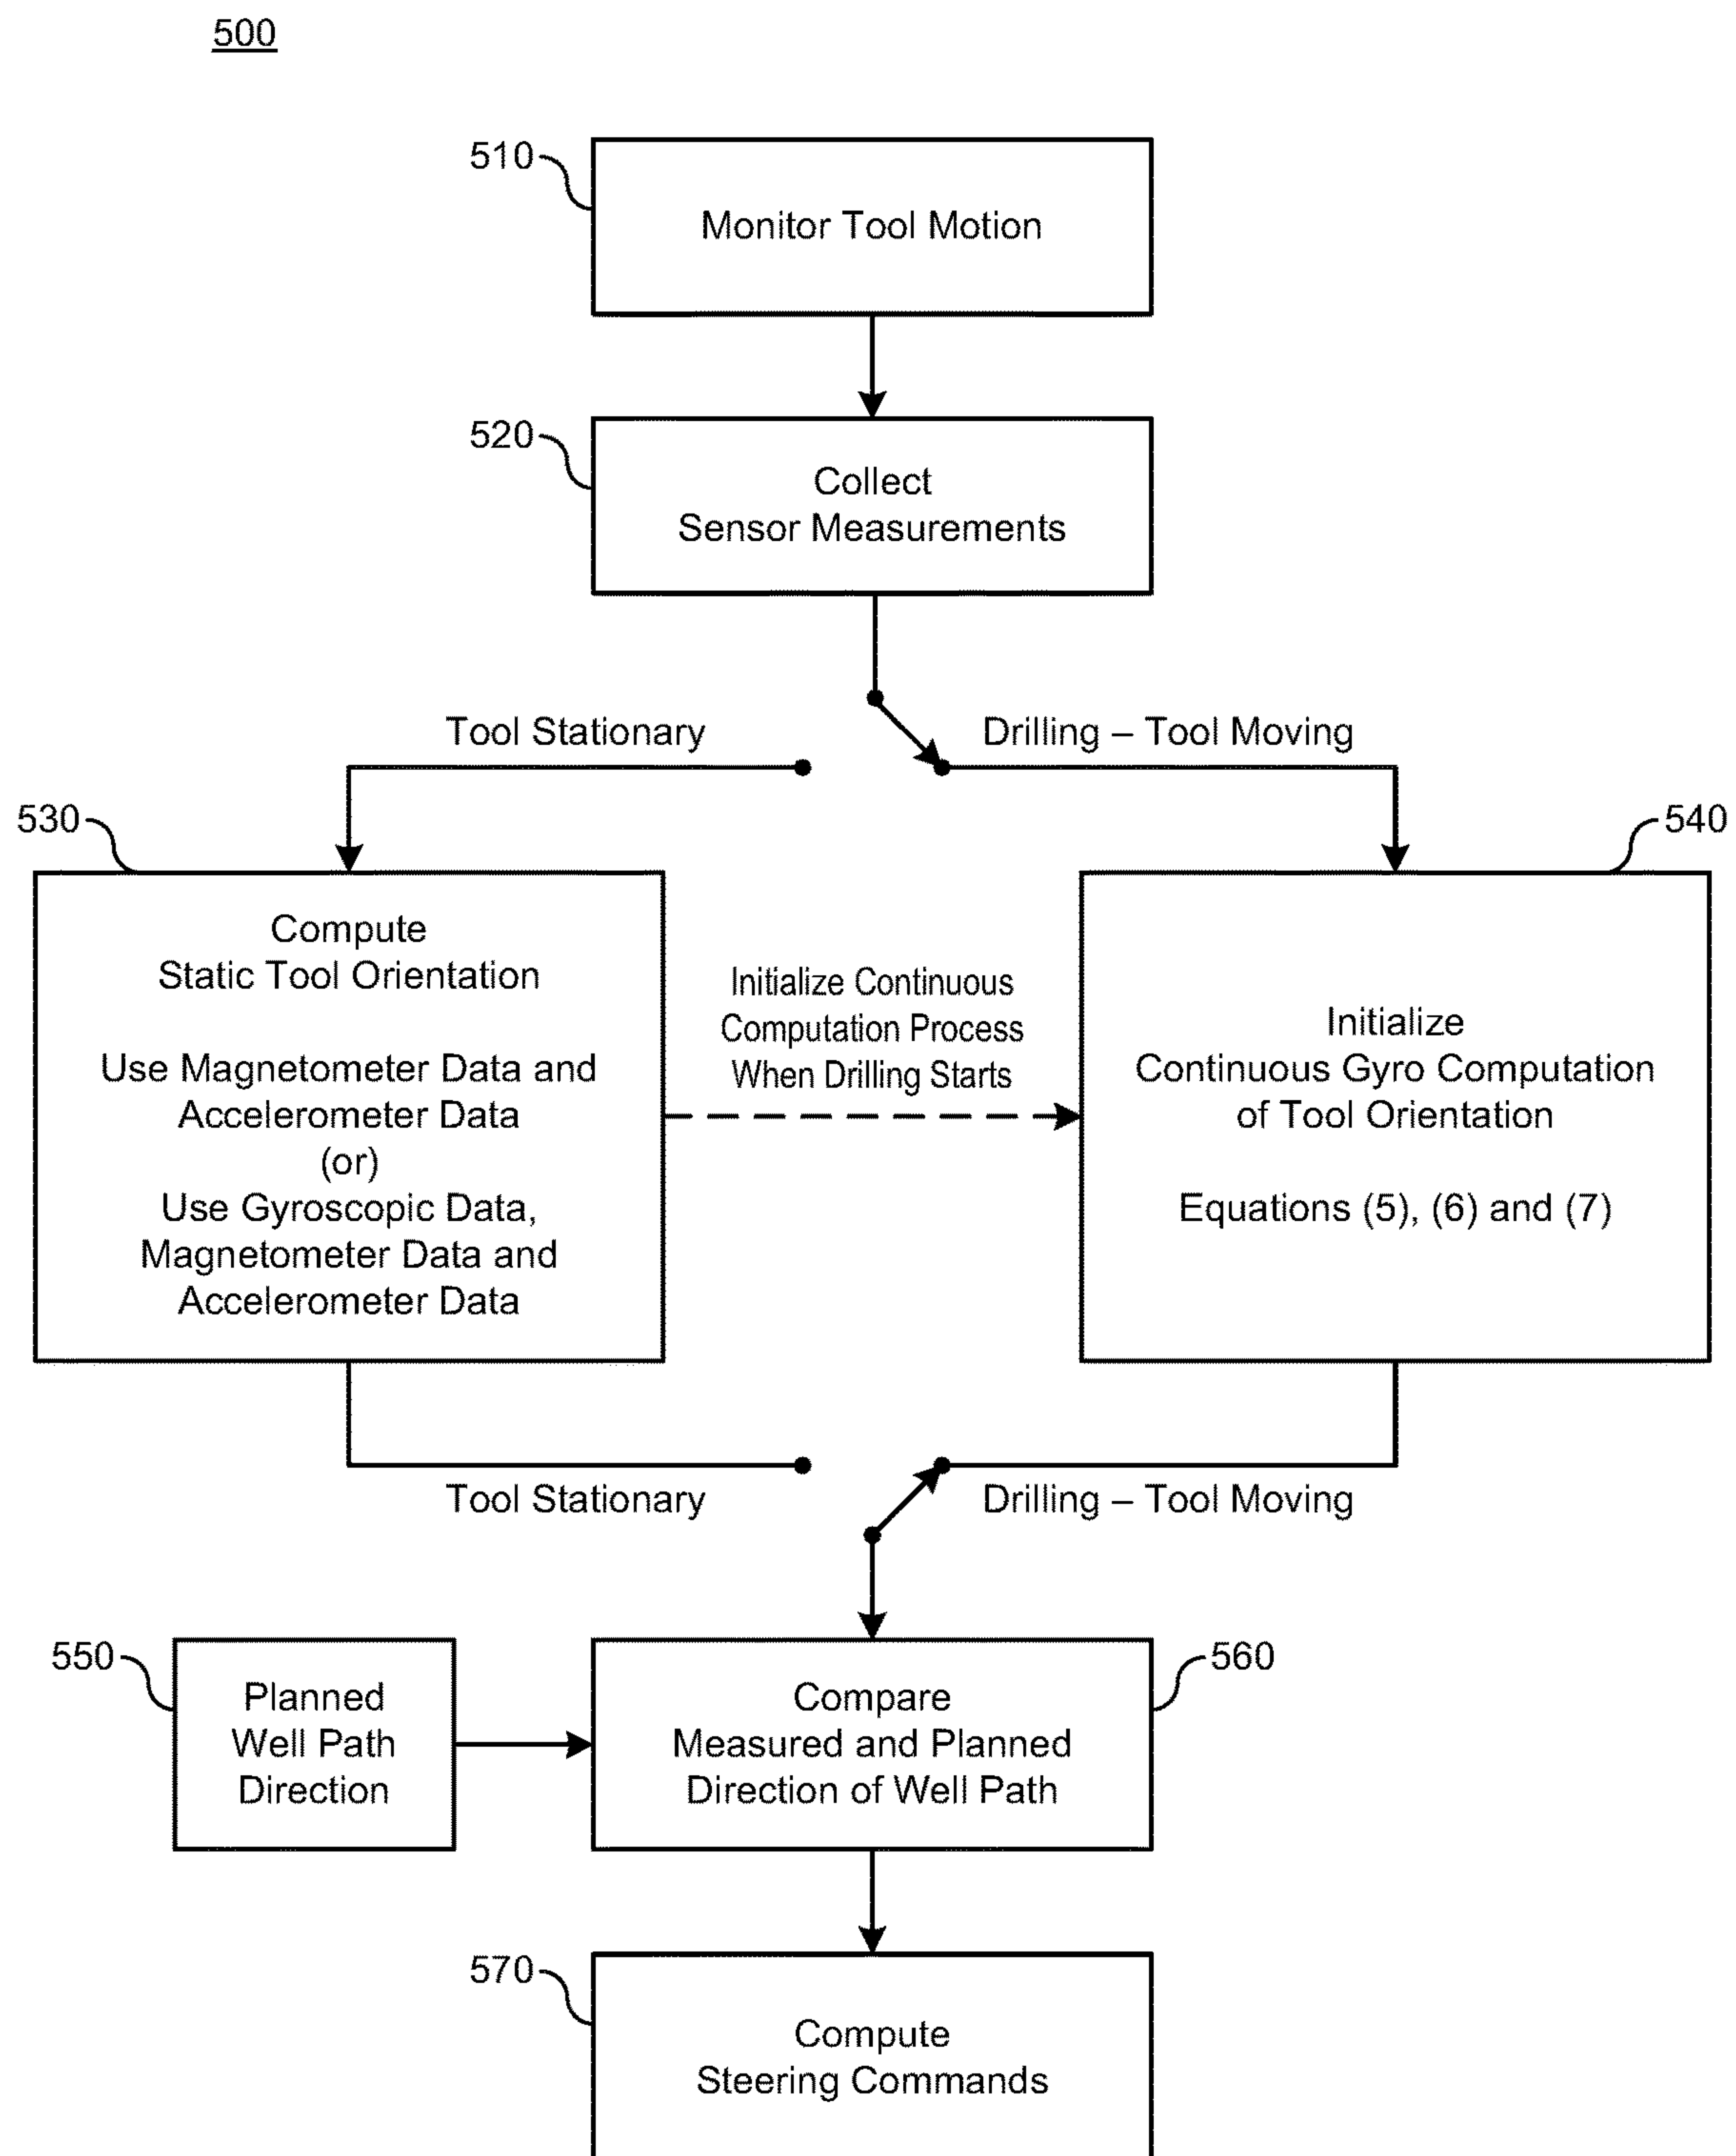 500
510
Monitor Tool Motion
520
Collect
Sensor Measurements
Tool Stationary
Drilling – Tool Moving
530
540
Compute
Static Tool Orientation
Use Magnetometer Data and
Accelerometer Data
(or)
Use Gyroscopic Data,
Magnetometer Data and
Accelerometer Data
Initialize Continuous
Computation Process
When Drilling Starts
Initialize
Continuous Gyro Computation
of Tool Orientation
Equations (5), (6) and (7)
Tool Stationary
Drilling – Tool Moving
550
Planned
Well Path
Direction
560
Compare
Measured and Planned
Direction of Well Path
570
Compute
Steering Commands